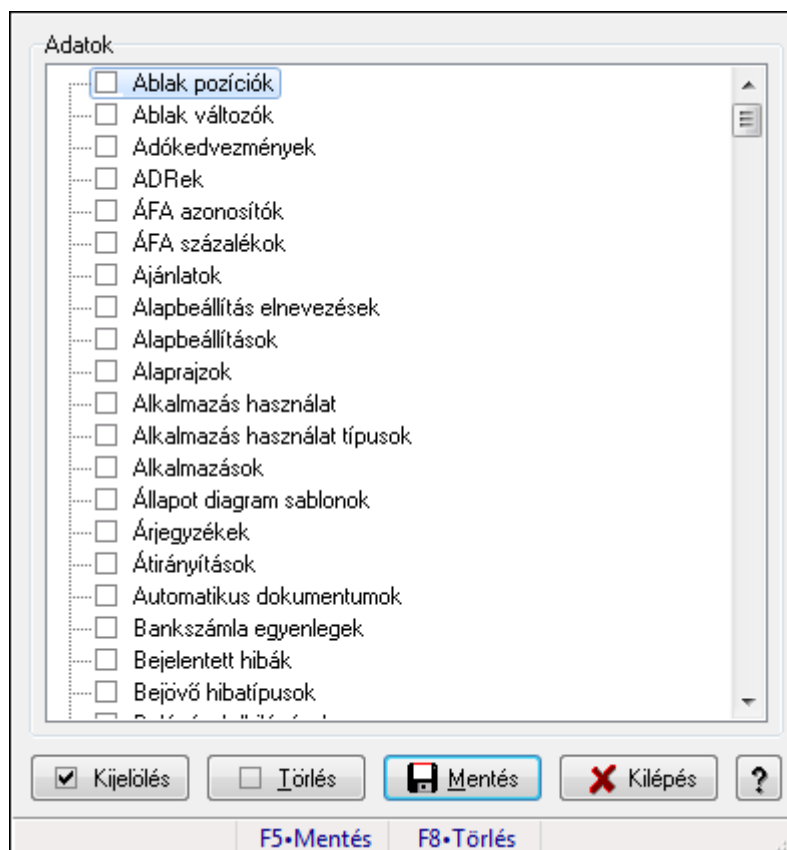 Adatok
Ablak pozíciók
Ablak változók
Adókedvezmények
ADRek
ÁFA azonosítók
ÁFA százalékok
Ajánlatok
Alapbeállítás elnevezések
Alapbeállítások
Alaprajzok
Alkalmazás használat
Alkalmazás használat típusok
Alkalmazások
Állapot diagram sablonok
Árjegyzékek
Átirányítások
Automatikus dokumentumok
Bankszámla egyenlegek
Bejelentett hibák
Bejövő hibatípusok
Kijelölés Törlés Mentés Kilépés ?
F5•Mentés F8•Törlés